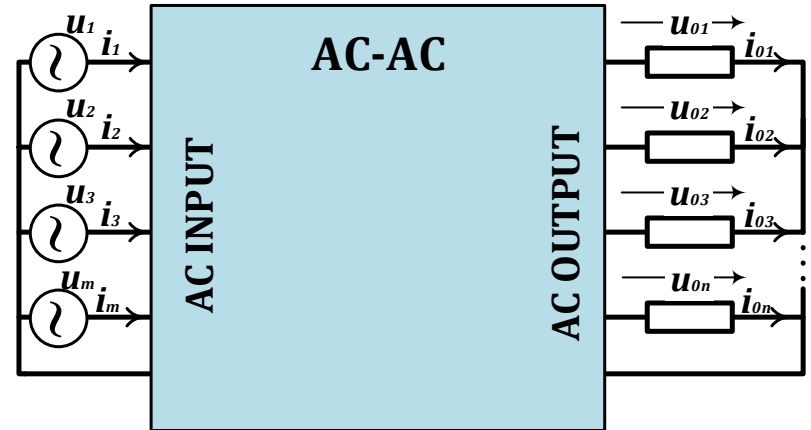 AC-AC
AC INPUT
AC OUTPUT
u1
i1
u2
i2
u3
i3
um
im
u01
i01
u02
i02
u03
i03
u0n
i0n